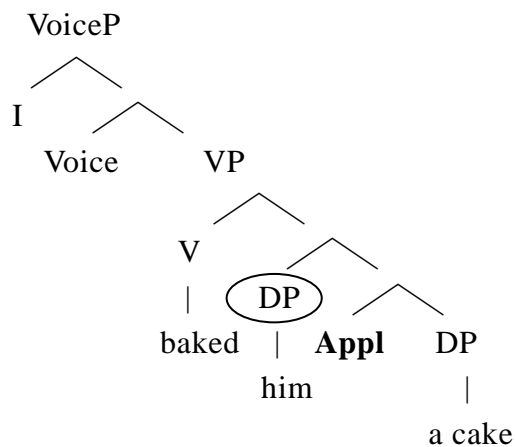 VoiceP
I
Voice VP
V DP
baked Appl DP
him
a cake